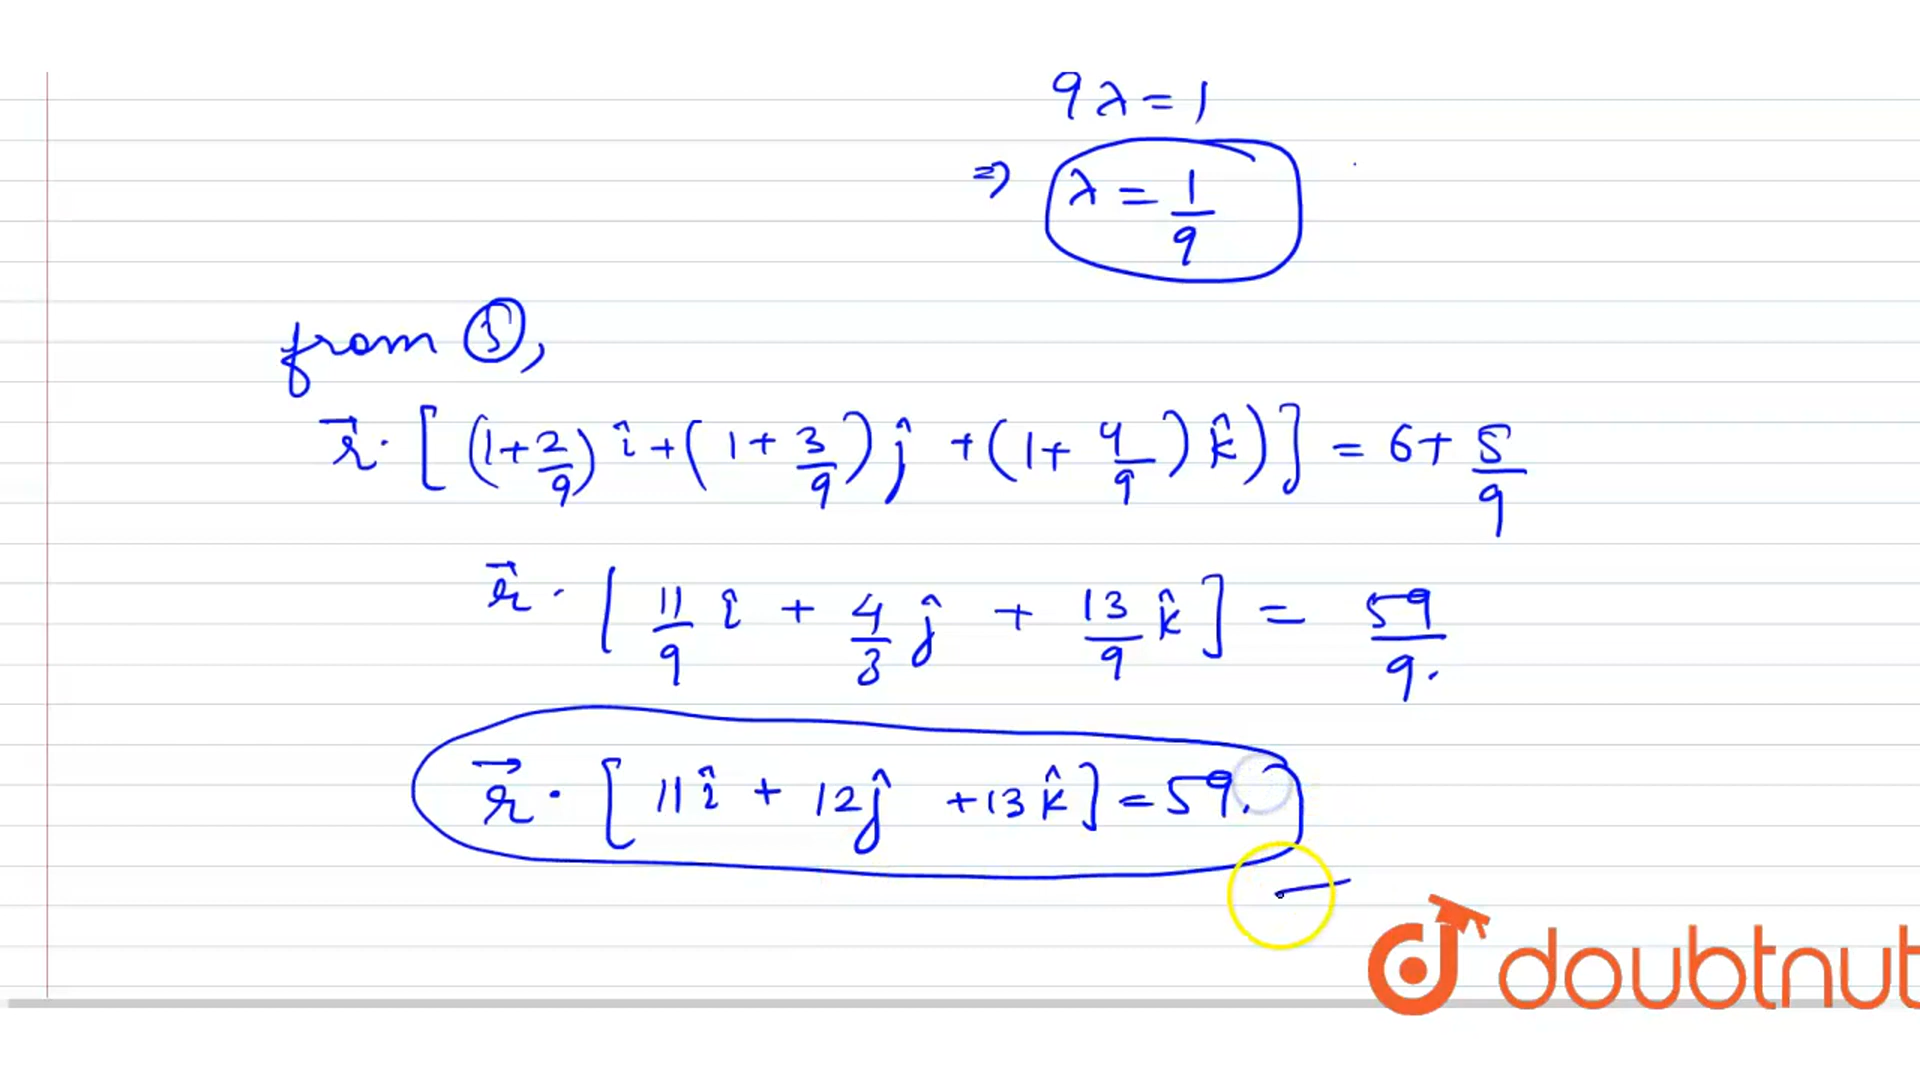 9λ = 1
⇒ λ = 1/9
from ⑤,
r⃗ · [(1+2/9)î + (1+3/9)ĵ + (1+4/9)k̂)] = 6+5/9
r⃗ · [11/9 î + 4/3 ĵ + 13/9 k̂] = 59/9.
r⃗ · [11î + 12ĵ + 13k̂] = 59.
doubtnut